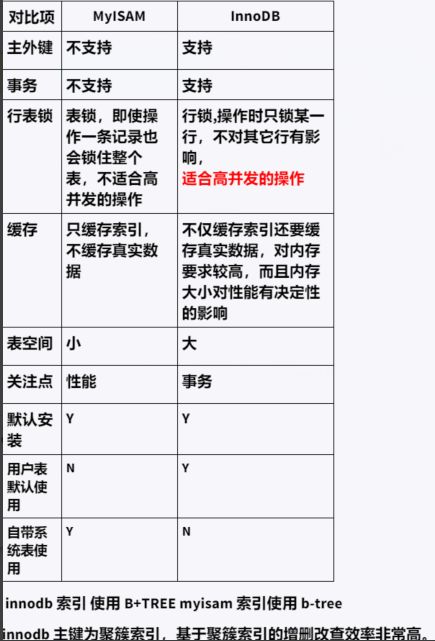 对比项 MyISAM InnoDB
主外键 不支持 支持
事务 不支持 支持
行表锁 表锁，即使操 行锁,操作时只锁某一
作一条记录也 行，不对其它行有影
会锁住整个 响，
表，不适合高 适合高并发的操作
并发的操作
缓存 只缓存索引， 不仅缓存索引还要缓
不缓存真实数 存真实数据，对内存
据 要求较高，而且内存
大小对性能有决定性
的影响
表空间 小 大
关注点 性能 事务
默认安 Y Y
装
用户表 N Y
默认使
用
自带系 Y N
统表使
用
innodb 索引 使用 B+TREE myisam 索引使用 b-tree
innodb 主键为聚簇索引，基于聚簇索引的增删改查效率非常高。